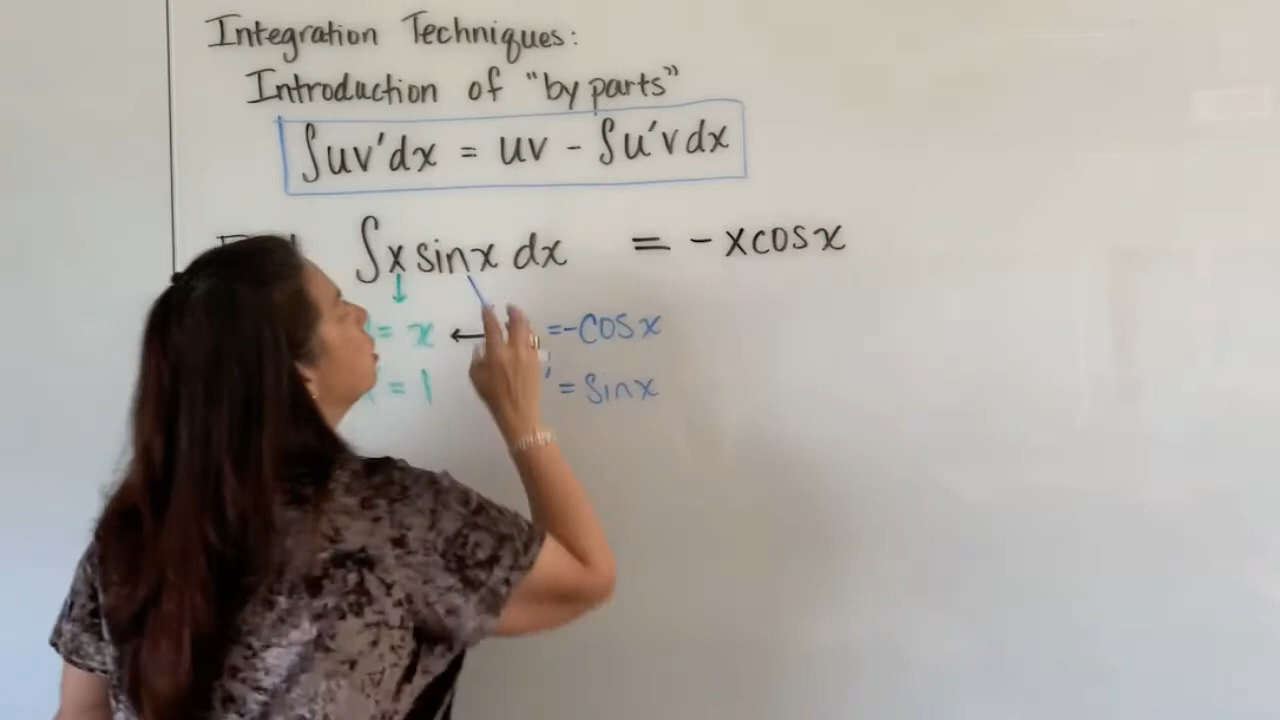 Integration Techniques:
Introduction of "by parts"
∫uv'dx = uv - ∫u'vdx
∫x sinx dx = - xcosx
= x ← =-cosx
= 1 ' = sinx